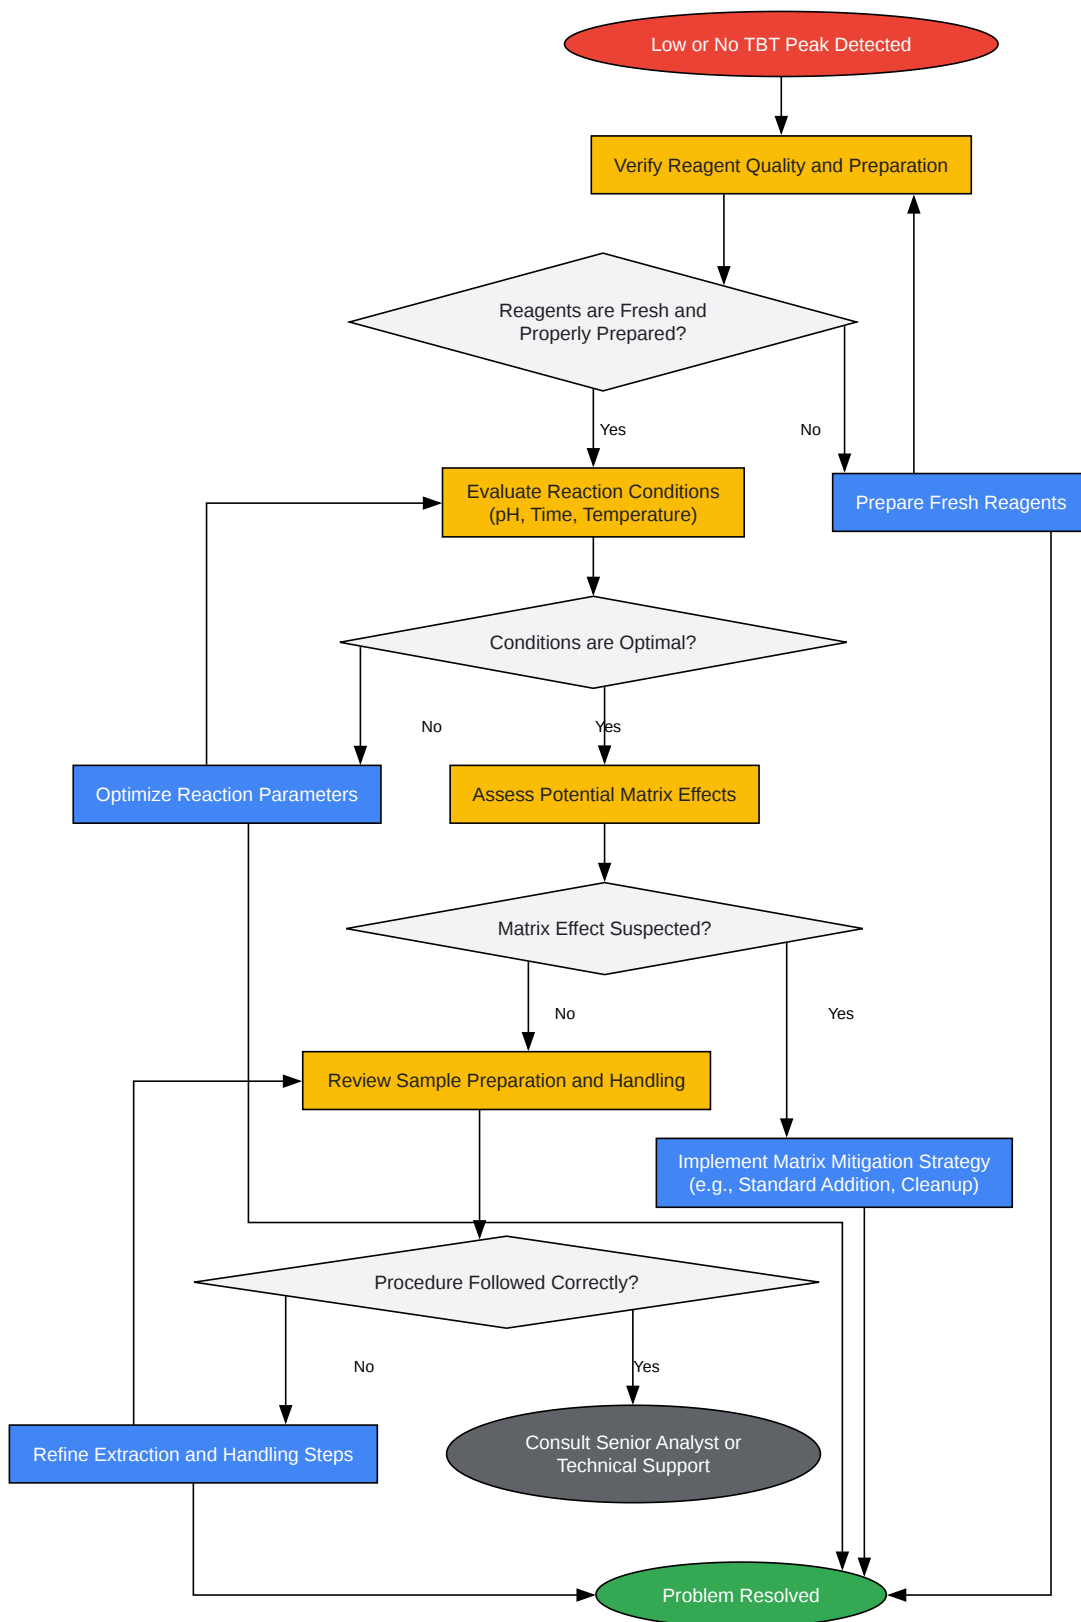 Low or No TBT Peak Detected
Verify Reagent Quality and Preparation
Reagents are Fresh and
Properly Prepared?
Yes
No
Evaluate Reaction Conditions
(pH, Time, Temperature)
Prepare Fresh Reagents
Conditions are Optimal?
No
Yes
Optimize Reaction Parameters
Assess Potential Matrix Effects
Matrix Effect Suspected?
No
Yes
Review Sample Preparation and Handling
Implement Matrix Mitigation Strategy
(e.g., Standard Addition, Cleanup)
Procedure Followed Correctly?
No
Yes
Refine Extraction and Handling Steps
Consult Senior Analyst or
Technical Support
Problem Resolved